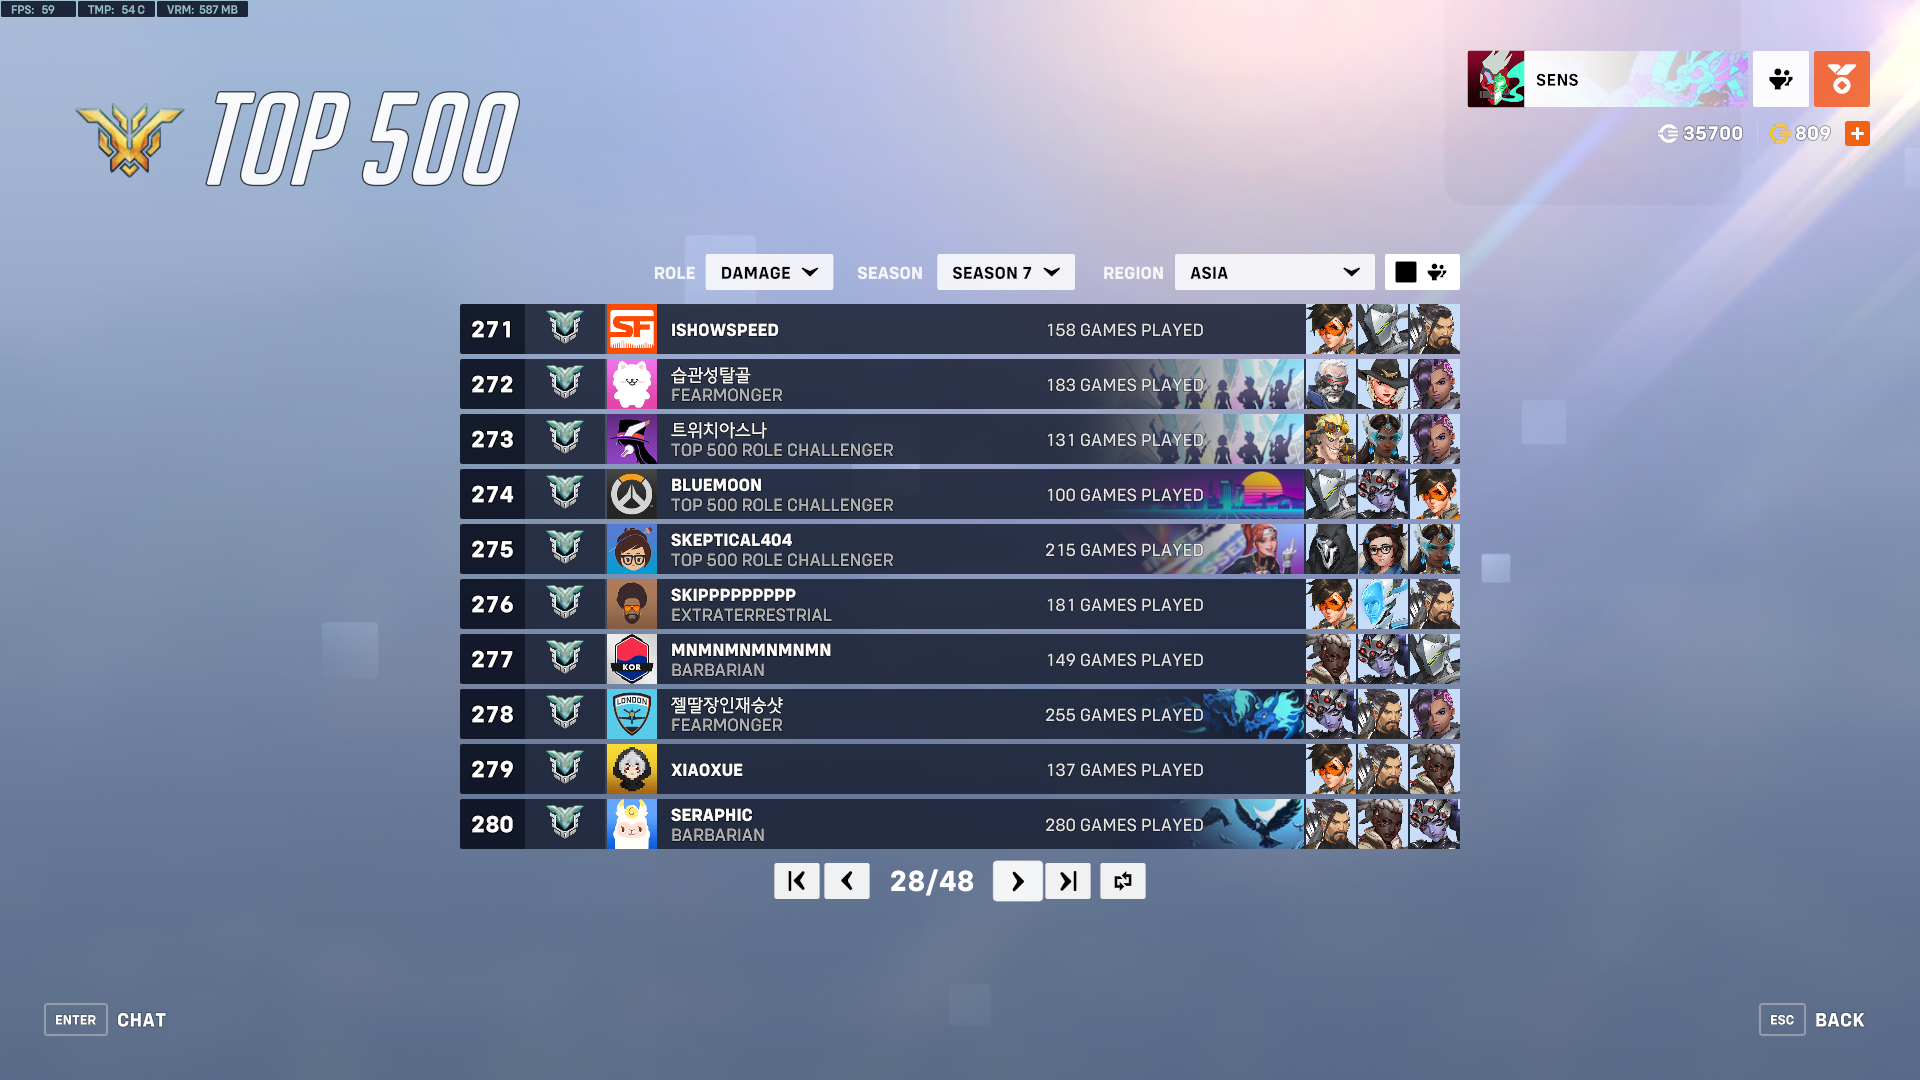 FPS: 59 TMP: 54 C VRM: 587 MB
TOP 500
SENS
35700 809 +
ROLE DAMAGE SEASON SEASON 7 REGION ASIA
271 SF ISHOWSPEED 158 GAMES PLAYED
272 습관성탈골 183 GAMES PLAYED
FEARMONGER
273 트위치아스나 131 GAMES PLAYED
TOP 500 ROLE CHALLENGER
274 BLUEMOON 100 GAMES PLAYED
TOP 500 ROLE CHALLENGER
275 SKEPTICAL404 215 GAMES PLAYED
TOP 500 ROLE CHALLENGER
276 SKIPPPPPPPPP 181 GAMES PLAYED
EXTRATERRESTRIAL
277 KOR MNMNMNMNMNMN 149 GAMES PLAYED
BARBARIAN
278 LONDON 젤딸장인재승샷 255 GAMES PLAYED
FEARMONGER
279 XIAOXUE 137 GAMES PLAYED
280 SERAPHIC 280 GAMES PLAYED
BARBARIAN
28/48
ENTER CHAT
ESC BACK